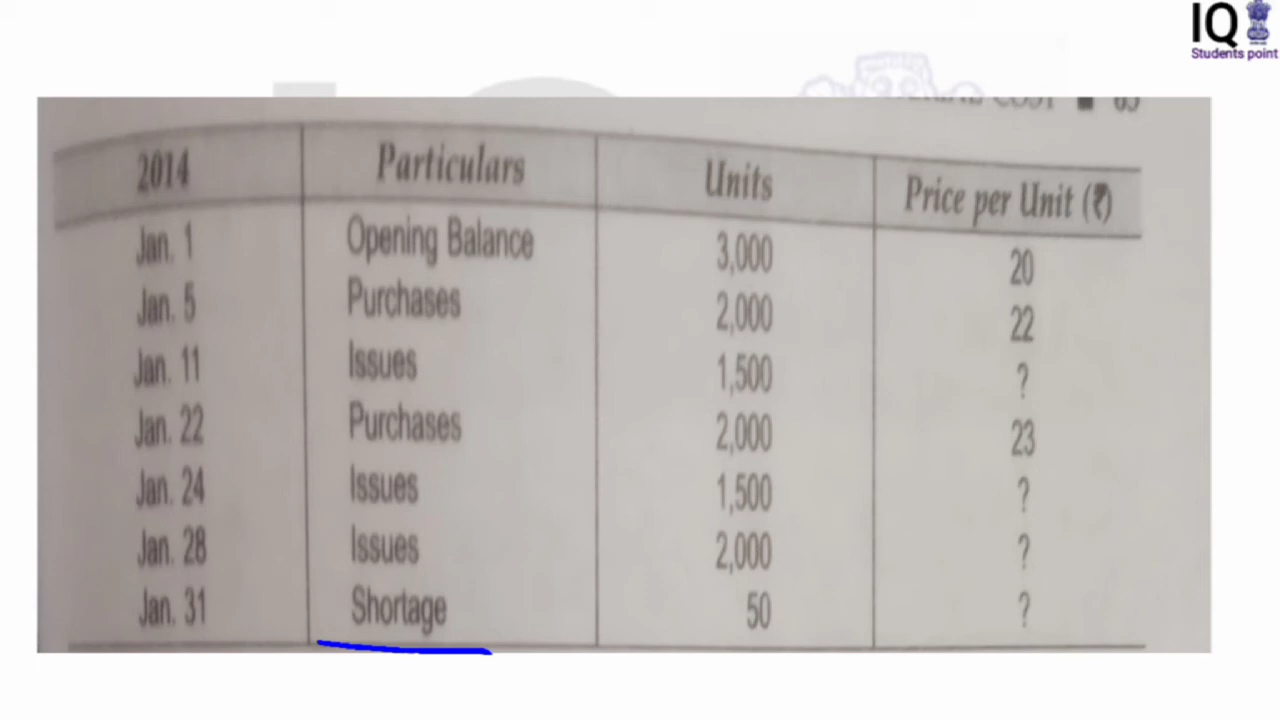 IQ
Students point
65
2014 Particulars Units Price per Unit (₹)
Jan. 1 Opening Balance 3,000 20
Jan. 5 Purchases 2,000 22
Jan. 11 Issues 1,500 ?
Jan. 22 Purchases 2,000 23
Jan. 24 Issues 1,500 ?
Jan. 28 Issues 2,000 ?
Jan. 31 Shortage 50 ?